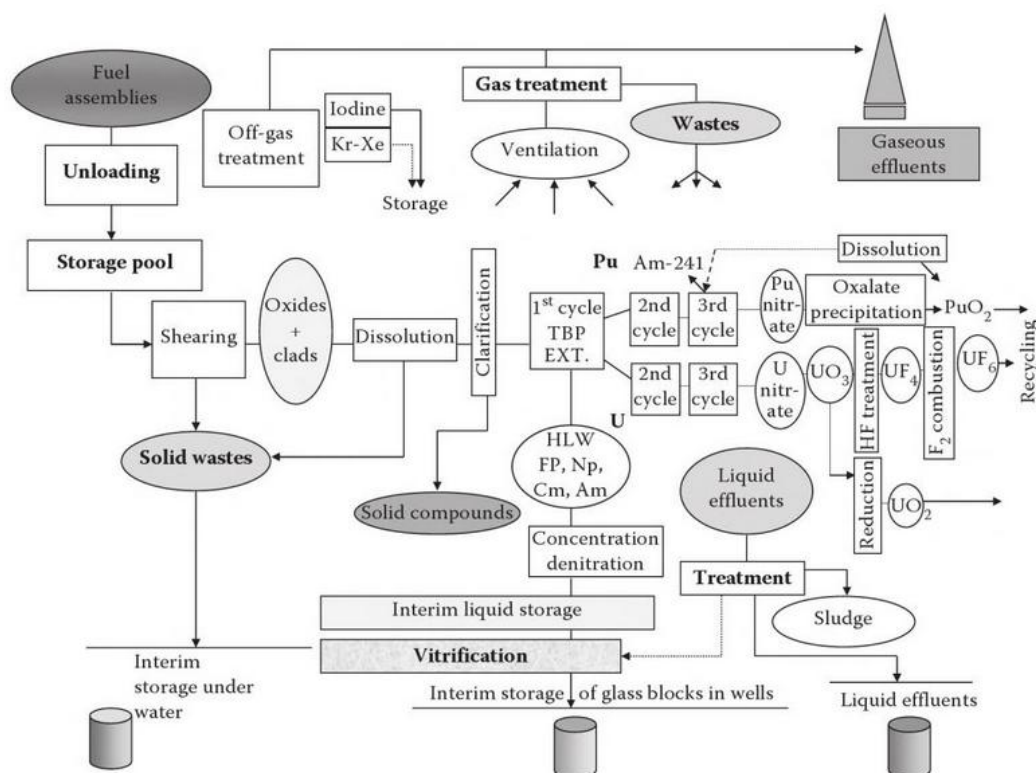 Fuel
assemblies
Unloading
Storage pool
Off-gas
treatment
Iodine
Kr-Xe
Storage
Gas treatment
Ventilation
Wastes
Gaseous
effluents
Shearing
Oxides
+
clads
Dissolution
Clarification
1st cycle
TBP
EXT.
Pu
Am-241
2nd
cycle
3rd
cycle
Pu
nitr-
ate
Dissolution
Oxalate
precipitation
PuO2
U
2nd
cycle
3rd
cycle
U
nitr-
ate
UO3
HF treatment
UF4
F2 combustion
UF6
Recycling
Reduction
UO2
Solid wastes
Solid compounds
HLW
FP, Np,
Cm, Am
Concentration
denitration
Interim liquid storage
Vitrification
Liquid
effluents
Treatment
Sludge
Interim
storage under
water
Interim storage of glass blocks in wells
Liquid effluents